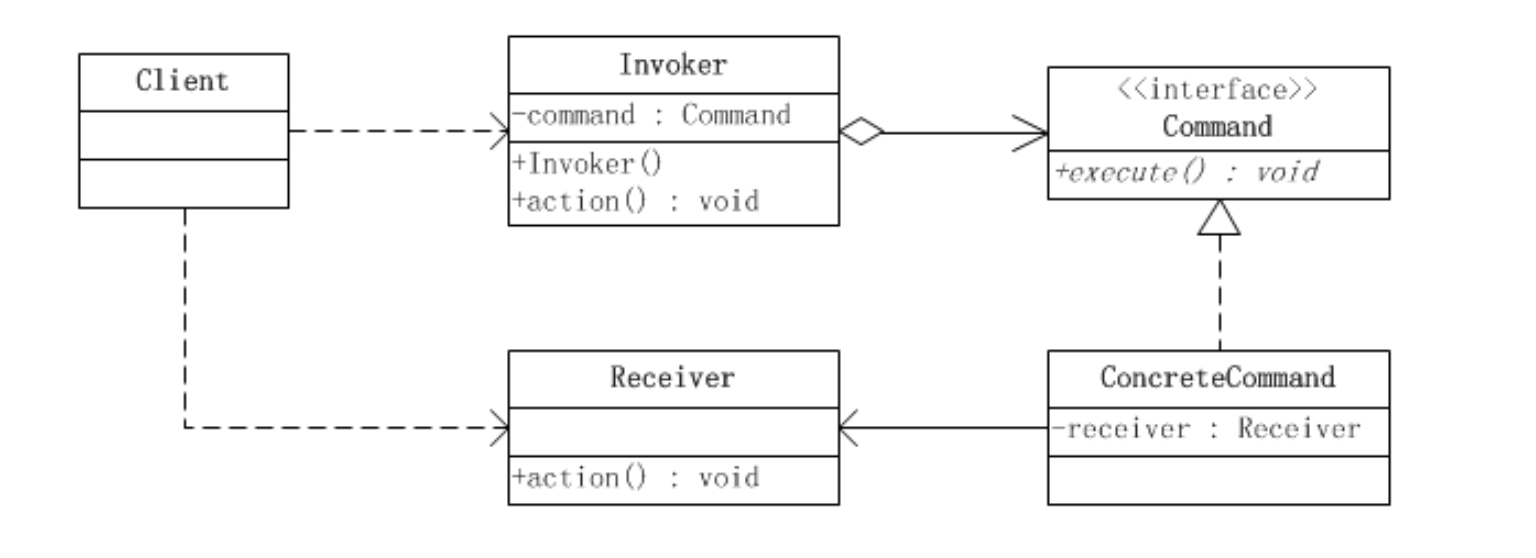 Client
Invoker
-command : Command
+Invoker()
+action() : void
<<interface>>
Command
+execute() : void
Receiver
+action() : void
ConcreteCommand
-receiver : Receiver